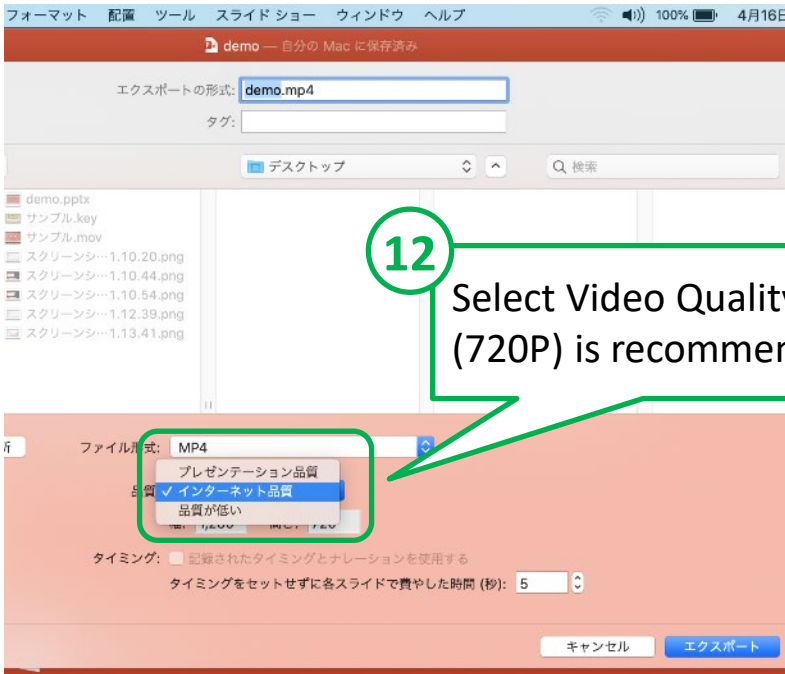 フォーマット 配置 ツール スライド ショー ウィンドウ ヘルプ 100% 4月16日
demo — 自分の Mac に保存済み
エクスポートの形式: demo.mp4
タグ:
デスクトップ 検索
demo.pptx
サンプル.key
サンプル.mov
スクリーンシ…1.10.20.png
スクリーンシ…1.10.44.png
スクリーンシ…1.10.54.png
スクリーンシ…1.12.39.png
スクリーンシ…1.13.41.png
12
Select Video Quality
(720P) is recommen
ファイル形式: MP4
プレゼンテーション品質
品質 ✓ インターネット品質
品質が低い
幅: 1,280 高さ: 720
タイミング: 記録されたタイミングとナレーションを使用する
タイミングをセットせずに各スライドで費やした時間 (秒): 5
キャンセル エクスポート